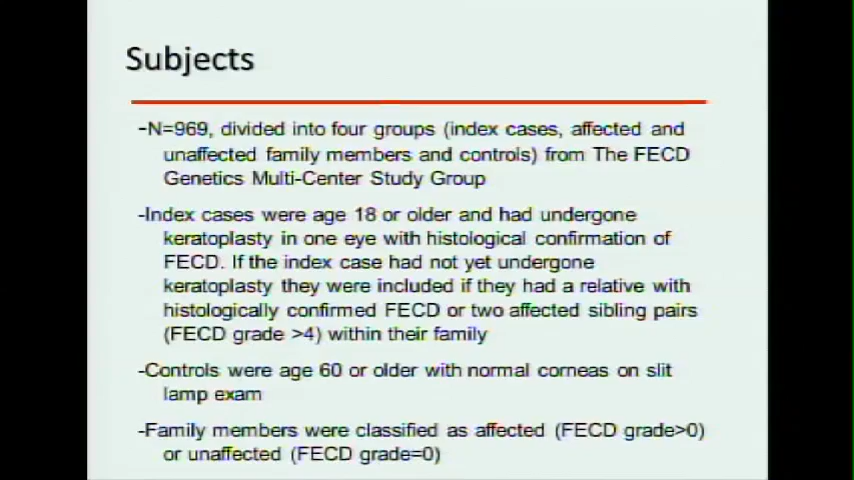 Subjects
-N=969, divided into four groups (index cases, affected and
unaffected family members and controls) from The FECD
Genetics Multi-Center Study Group
-Index cases were age 18 or older and had undergone
keratoplasty in one eye with histological confirmation of
FECD. If the index case had not yet undergone
keratoplasty they were included if they had a relative with
histologically confirmed FECD or two affected sibling pairs
(FECD grade >4) within their family
-Controls were age 60 or older with normal corneas on slit
lamp exam
-Family members were classified as affected (FECD grade>0)
or unaffected (FECD grade=0)